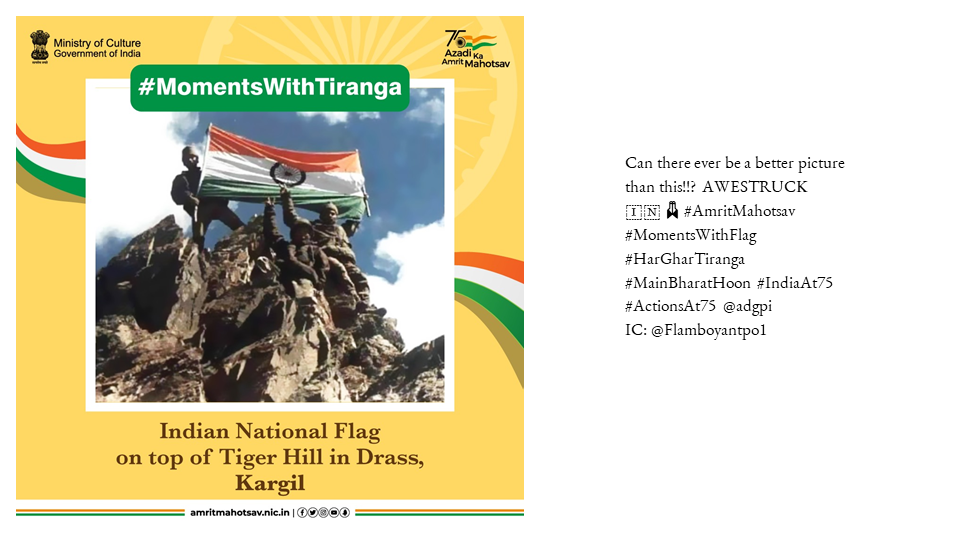 Ministry of Culture
Government of India
75
Azadi Ka
Amrit Mahotsav
#MomentsWithTiranga
Indian National Flag
on top of Tiger Hill in Drass,
Kargil
amritmahotsav.nic.in |
Can there ever be a better picture
than this!!? AWESTRUCK
🇮🇳 🙏 #AmritMahotsav
#MomentsWithFlag
#HarGharTiranga
#MainBharatHoon #IndiaAt75
#ActionsAt75 @adgpi
IC: @Flamboyantpo1